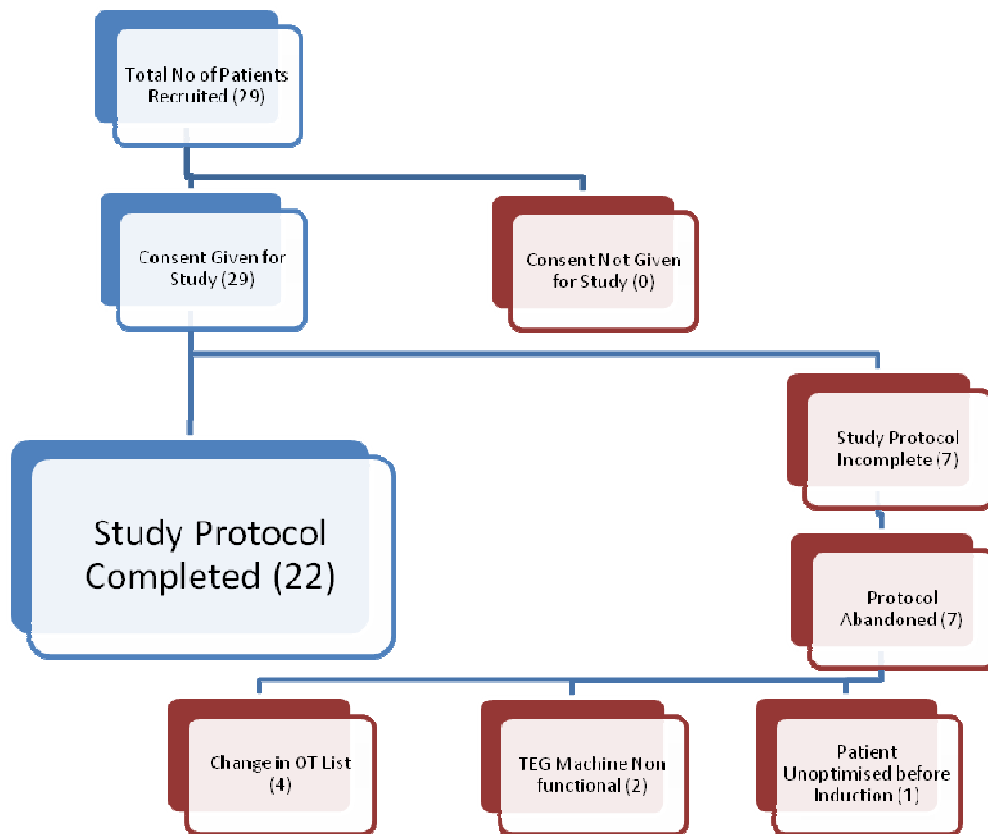 Total No of Patients
Recruited (29)
Consent Given for
Study (29)
Consent Not Given
for Study (0)
Study Protocol
Incomplete (7)
Study Protocol
Completed (22)
Protocol
Abandoned (7)
Change in OT List
(4)
TEG Machine Non
functional (2)
Patient
Unoptimised before
Induction (1)